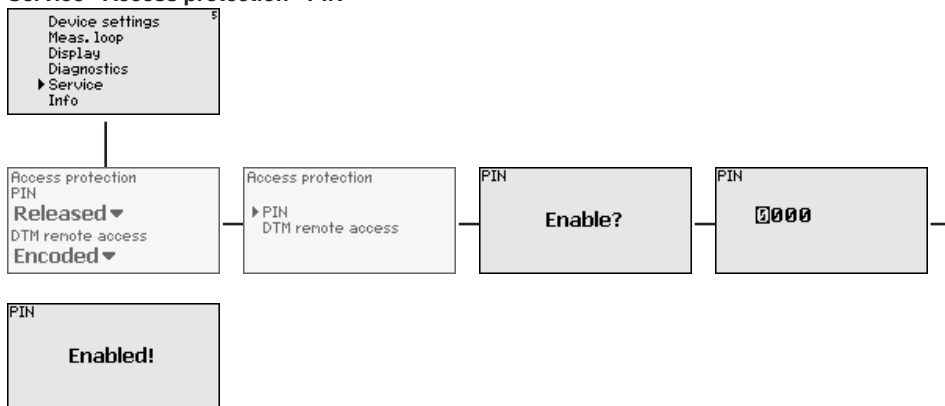 Service - Access protection - PIN
Device settings 5
Meas. loop
Display
Diagnostics
Service
Info
Access protection
PIN
Released
DTM remote access
Encoded
Access protection
PIN
DTM remote access
PIN
Enable?
PIN
PIN
Enabled!